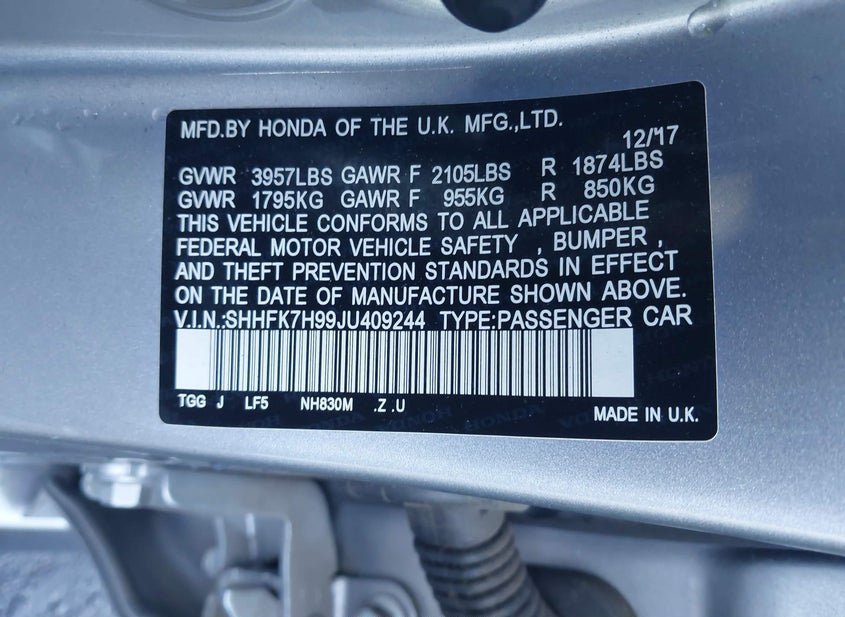 MFD.BY HONDA OF THE U.K. MFG.,LTD.
12/'17
GVWR 3957LBS GAWR F 2105LBS R 1874LBS
GVWR 1795KG GAWR F 955KG R 850KG
THIS VEHICLE CONFORMS TO ALL APPLICABLE
FEDERAL MOTOR VEHICLE SAFETY , BUMPER ,
AND THEFT PREVENTION STANDARDS IN EFFECT
ON THE DATE OF MANUFACTURE SHOWN ABOVE.
V.I.N.:SHHFK7H99JU409244 TYPE:PASSENGER CAR
TGG J LF5 NH830M .Z .U
MADE IN U.K.